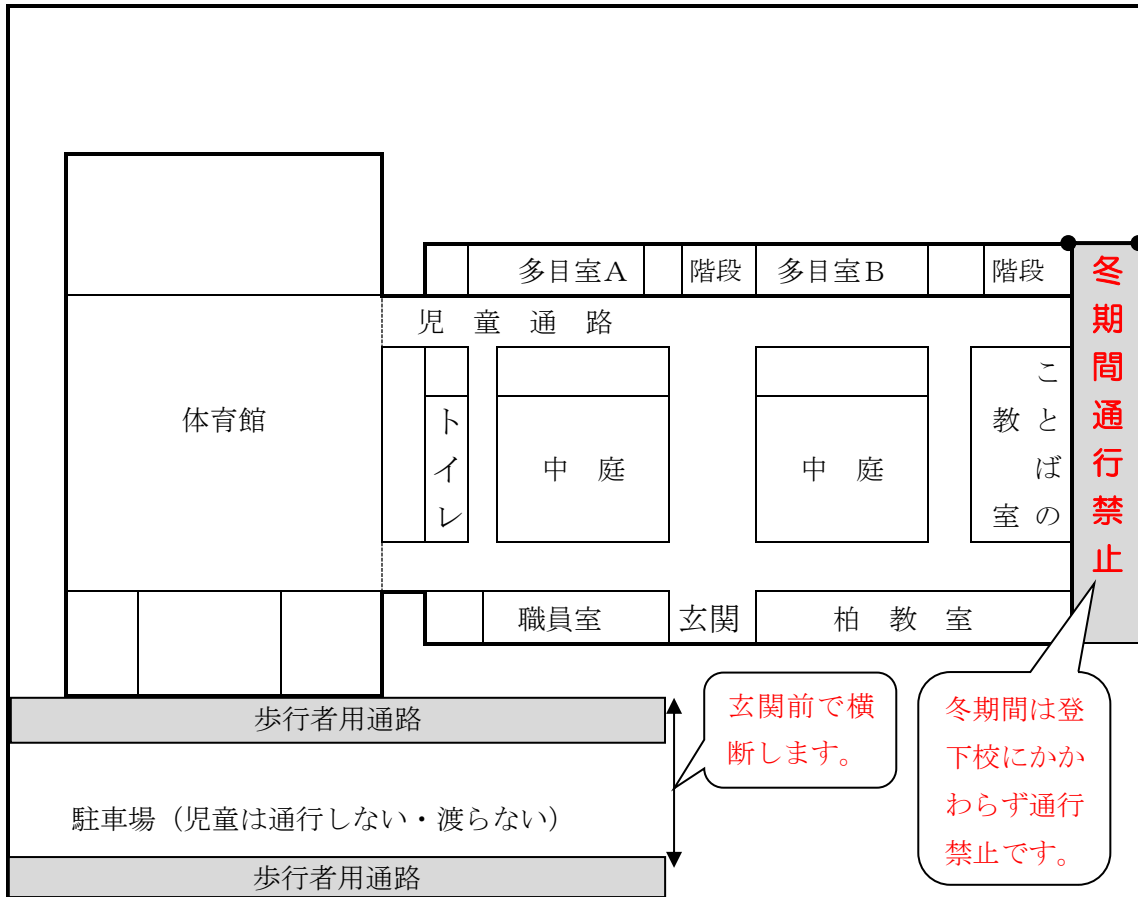 多目室A
階段
多目室B
階段
冬期間通行禁止
児童通路
体育館
トイレ
中庭
中庭
ことばの
教室
職員室
玄関
柏教室
歩行者用通路
玄関前で横
断します。
冬期間は登
下校にかか
わらず通行
禁止です。
駐車場（児童は通行しない・渡らない）
歩行者用通路